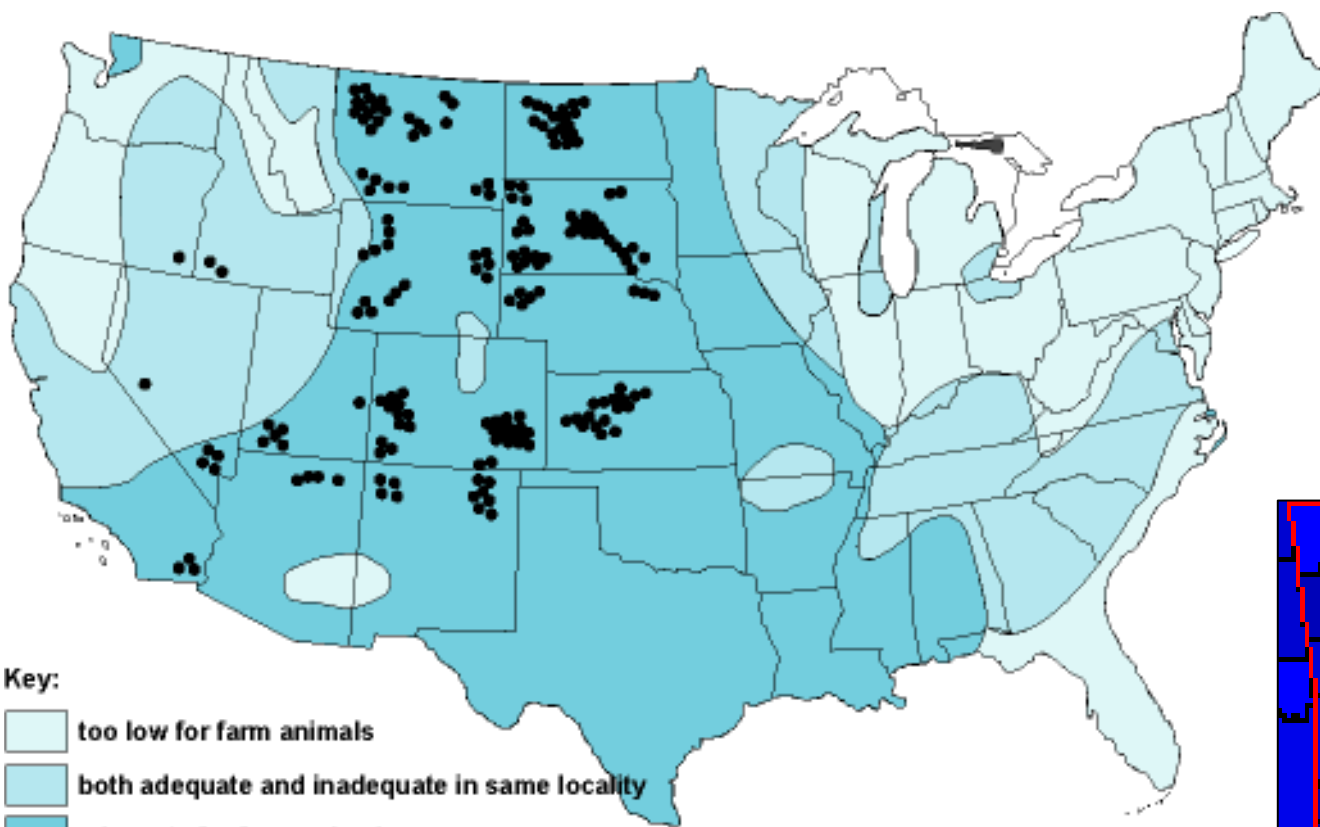 Key:
too low for farm animals
both adequate and inadequate in same locality